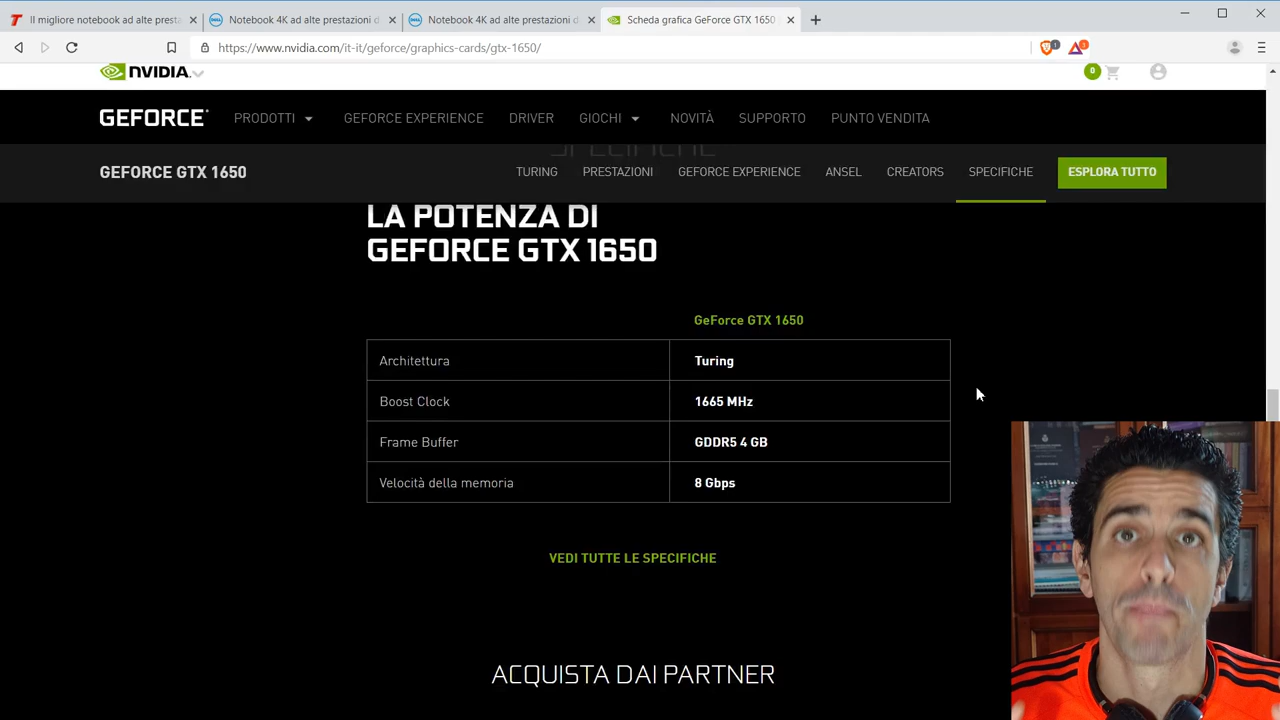 Il migliore notebook ad alte presta
Notebook 4K ad alte prestazioni d
Notebook 4K ad alte prestazioni d
Scheda grafica GeForce GTX 1650
https://www.nvidia.com/it-it/geforce/graphics-cards/gtx-1650/
1
3
NVIDIA.
0
GEFORCE
PRODOTTI
GEFORCE EXPERIENCE
DRIVER
GIOCHI
NOVITÀ
SUPPORTO
PUNTO VENDITA
SPECIFICHE
GEFORCE GTX 1650
TURING
PRESTAZIONI
GEFORCE EXPERIENCE
ANSEL
CREATORS
SPECIFICHE
ESPLORA TUTTO
LA POTENZA DI
GEFORCE GTX 1650
GeForce GTX 1650
Architettura
Turing
Boost Clock
1665 MHz
Frame Buffer
GDDR5 4 GB
Velocità della memoria
8 Gbps
VEDI TUTTE LE SPECIFICHE
ACQUISTA DAI PARTNER